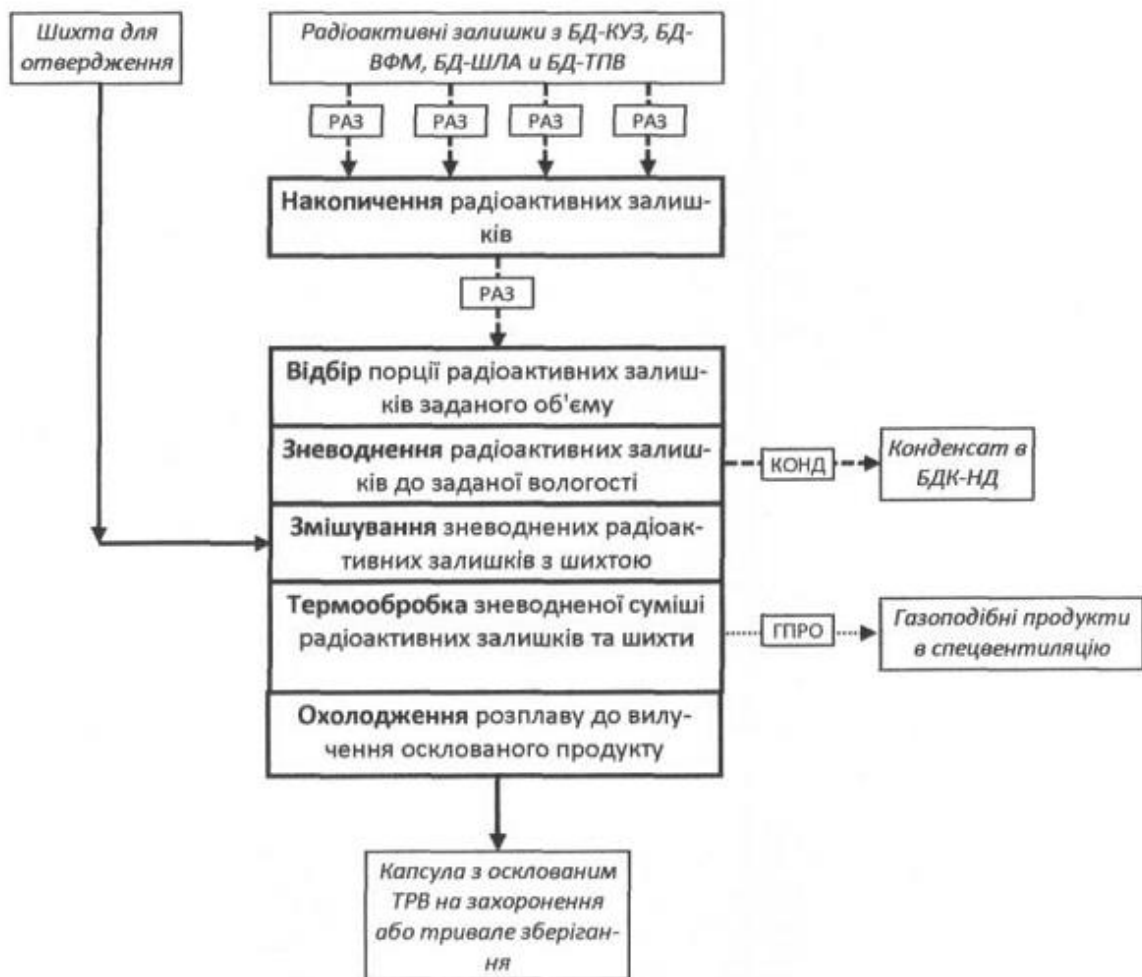 Шихта для
отвердження
Радіоактивні залишки з БД-КУЗ, БД-
ВФМ, БД-ШЛА и БД-ТПВ
РАЗ РАЗ РАЗ РАЗ
Накопичення радіоактивних залиш-
ків
РАЗ
Відбір порції радіоактивних залиш-
ків заданого об'єму
Зневоднення радіоактивних залиш-
ків до заданої вологості
КОНД
Конденсат в
БДК-НД
Змішування зневоднених радіоак-
тивних залишків з шихтою
Термообробка зневодненої суміші
радіоактивних залишків та шихти
ГПРО
Газоподібні продукти
в спецвентиляцію
Охолодження розплаву до вилу-
чення осклованого продукту
Капсула з осклованим
ТРВ на захоронення
або тривале зберіган-
ня